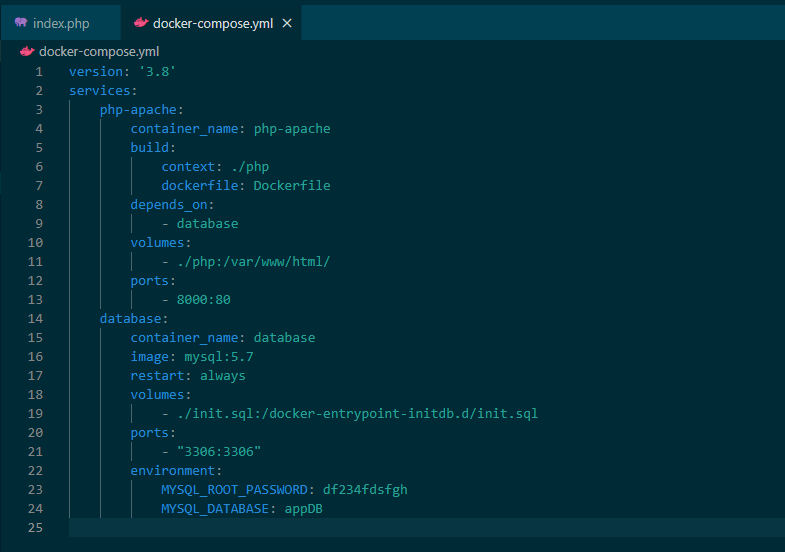 index.php docker-compose.yml ✕
docker-compose.yml
1 version: '3.8'
2 services:
3     php-apache:
4         container_name: php-apache
5         build:
6             context: ./php
7             dockerfile: Dockerfile
8         depends_on:
9             - database
10         volumes:
11             - ./php:/var/www/html/
12         ports:
13             - 8000:80
14     database:
15         container_name: database
16         image: mysql:5.7
17         restart: always
18         volumes:
19             - ./init.sql:/docker-entrypoint-initdb.d/init.sql
20         ports:
21             - "3306:3306"
22         environment:
23             MYSQL_ROOT_PASSWORD: df234fdsfgh
24             MYSQL_DATABASE: appDB
25